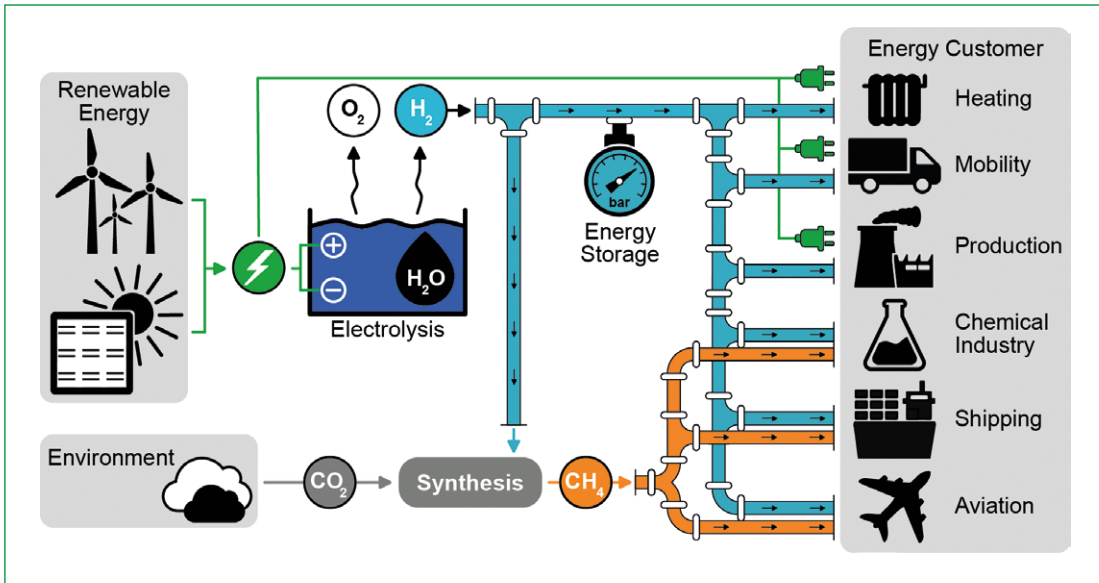 Renewable
Energy
O2
H2
+
−
H2O
Electrolysis
bar
Energy
Storage
Environment
CO2
Synthesis
CH4
Energy Customer
Heating
Mobility
Production
Chemical
Industry
Shipping
Aviation